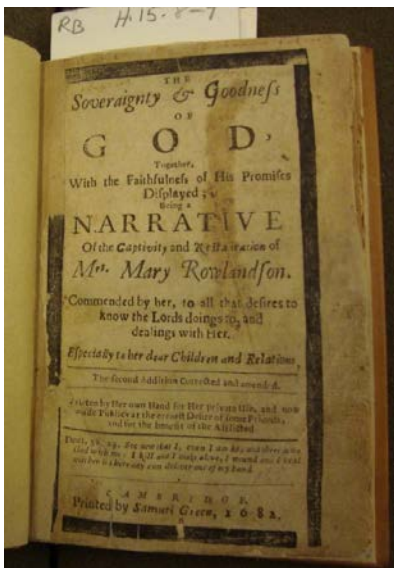 RB H.15.8-7
THE
Soveraignty & Goodness
OF
GOD,
Together,
With the Faithfulness of His Promises
Displayed;
Being a
NARRATIVE
Of the Captivity and Restauration of
Mrs. Mary Rowlandson.
Commended by her, to all that desires to
know the Lords doings to, and
dealings with Her.
Especially to her dear Children and Relations,
The second Addition Corrected and amended.
Written by Her own Hand for Her private Use, and now
made Publick at the earnest Desire of some Friends,
and for the benefit of the Afflicted.
Deut. 32. 39. See now that I, even I am he, and there is no
God with me: I kill and I make alive, I wound and I heal
neither is there any can deliver out of my hand.
CAMBRIDGE,
Printed by Samuel Green, 1682.